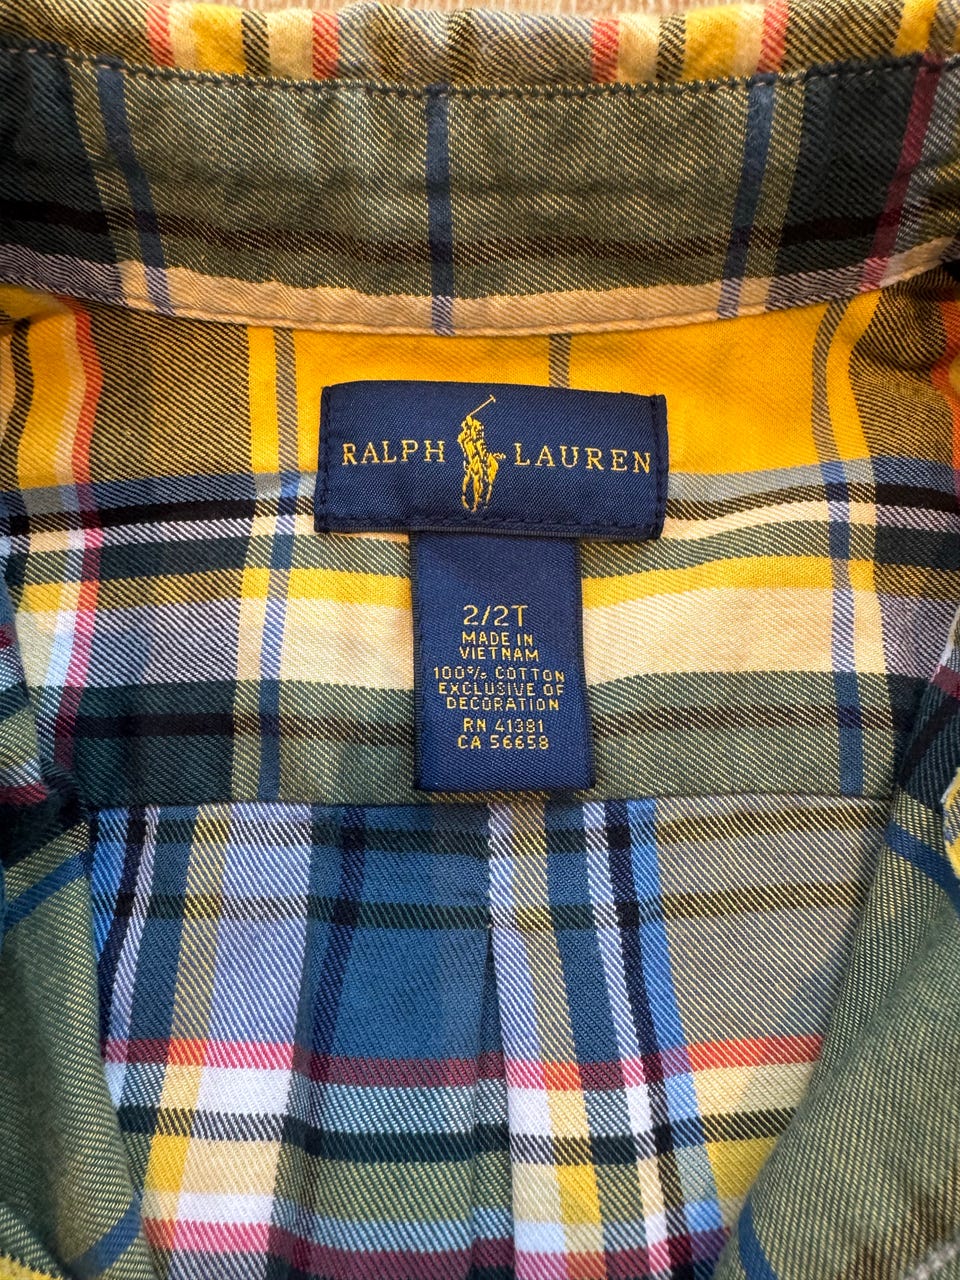 RALPH LAUREN
2/2T
MADE IN
VIETNAM
100% COTTON
EXCLUSIVE OF
DECORATION
RN 41381
CA 56658